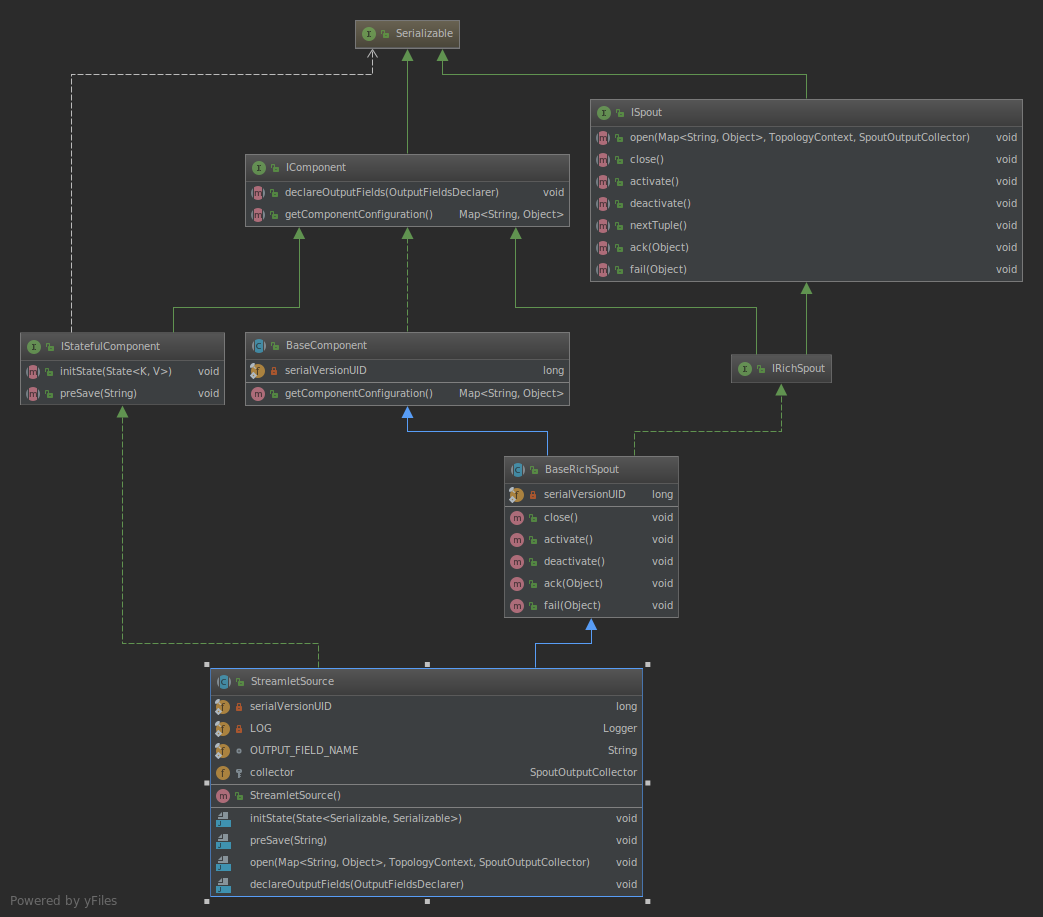 Serializable
ISpout
open(Map<String, Object>, TopologyContext, SpoutOutputCollector) void
close() void
activate() void
deactivate() void
nextTuple() void
ack(Object) void
fail(Object) void
IComponent
declareOutputFields(OutputFieldsDeclarer) void
getComponentConfiguration() Map<String, Object>
IStatefulComponent
initState(State<K, V>) void
preSave(String) void
BaseComponent
serialVersionUID long
getComponentConfiguration() Map<String, Object>
IRichSpout
BaseRichSpout
serialVersionUID long
close() void
activate() void
deactivate() void
ack(Object) void
fail(Object) void
StreamletSource
serialVersionUID long
LOG Logger
OUTPUT_FIELD_NAME String
collector SpoutOutputCollector
StreamletSource()
initState(State<Serializable, Serializable>) void
preSave(String) void
open(Map<String, Object>, TopologyContext, SpoutOutputCollector) void
declareOutputFields(OutputFieldsDeclarer) void
Powered by yFiles